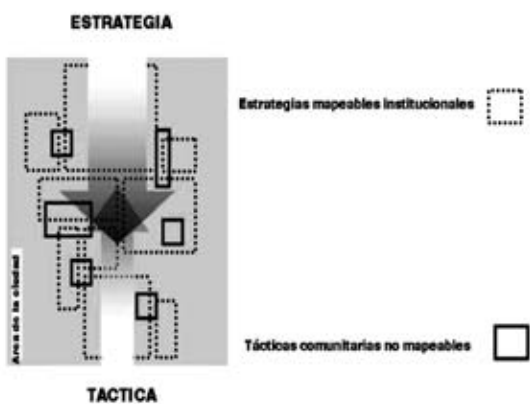 ESTRATEGIA
Estrategias mapeables institucionales
Area de la ciudad
Tácticas comunitarias no mapeables
TACTICA